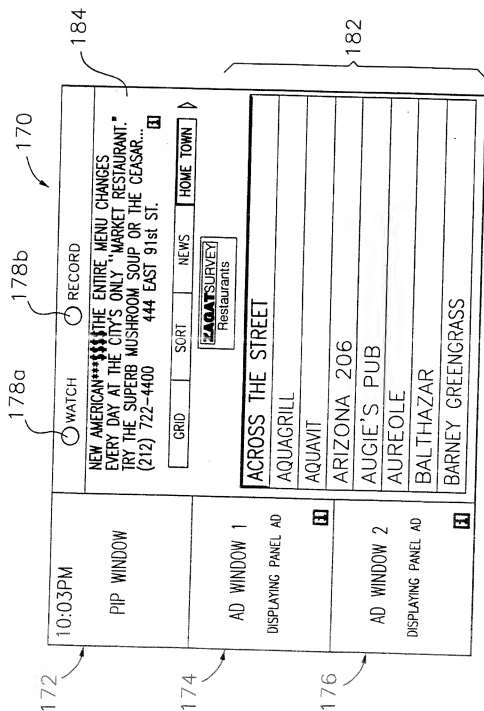 178a
178b
170
WATCH
RECORD
184
10:03PM
172
PIP WINDOW
NEW AMERICAN***$$$$THE ENTIRE MENU CHANGES
EVERY DAY AT THE CITY'S ONLY "MARKET RESTAURANT."
TRY THE SUPERB MUSHROOM SOUP OR THE CEASAR...
(212) 722-4400 444 EAST 91st ST.
i
GRID
SORT
NEWS
HOME TOWN
174
AD WINDOW 1
DISPLAYING PANEL AD
i
ZAGATSURVEY
Restaurants
182
ACROSS THE STREET
AQUAGRILL
AQUAVIT
ARIZONA 206
AUGIE'S PUB
AUREOLE
BALTHAZAR
BARNEY GREENGRASS
176
AD WINDOW 2
DISPLAYING PANEL AD
i